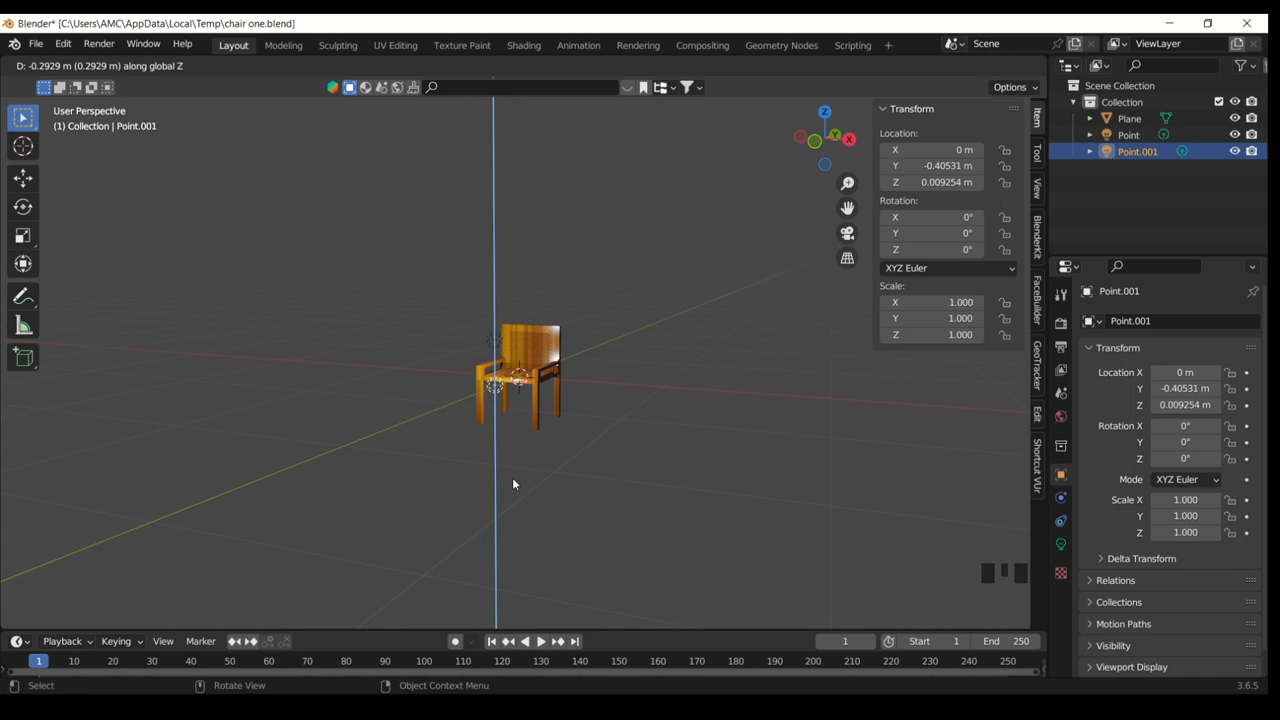 Blender* [C:\Users\AMC\AppData\Local\Temp\chair one.blend]
File Edit Render Window Help Layout Modeling Sculpting UV Editing Texture Paint Shading Animation Rendering Compositing Geometry Nodes Scripting + Scene ViewLayer
D: -0.2929 m (0.2929 m) along global Z
Options
User Perspective
(1) Collection | Point.001
Z
Y
X
Transform
Location:
X 0 m
Y -0.40531 m
Z 0.009254 m
Rotation:
X 0°
Y 0°
Z 0°
XYZ Euler
Scale:
X 1.000
Y 1.000
Z 1.000
Item
Tool
View
BlenderKit
FaceBuilder
GeoTracker
Edit
Shortcut VUr
Scene Collection
Collection
Plane
Point
Point.001
Point.001
Point.001
Transform
Location X 0 m
Y -0.40531 m
Z 0.009254 m
Rotation X 0°
Y 0°
Z 0°
Mode XYZ Euler
Scale X 1.000
Y 1.000
Z 1.000
Delta Transform
Relations
Collections
Motion Paths
Visibility
Viewport Display
Playback Keying View Marker 1 Start 1 End 250
1 10 20 30 40 50 60 70 80 90 100 110 120 130 140 150 160 170 180 190 200 210 220 230 240 250
Select Rotate View Object Context Menu 3.6.5